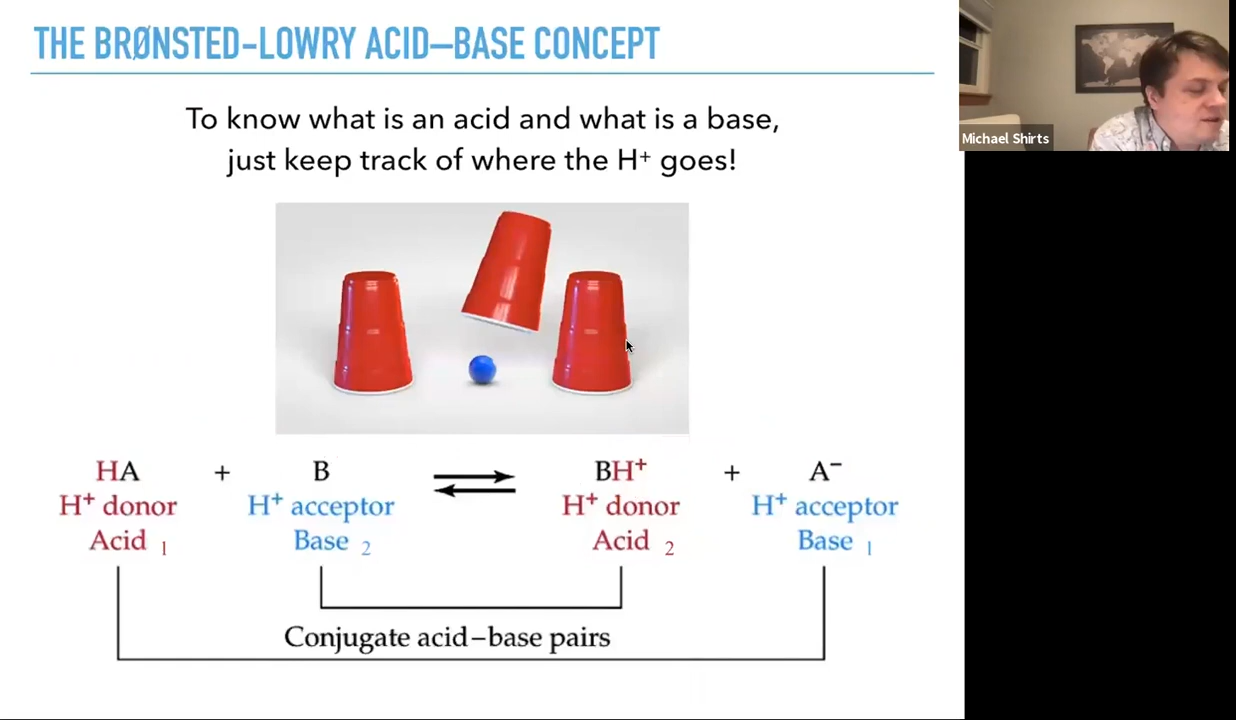 THE BRØNSTED–LOWRY ACID—BASE CONCEPT
To know what is an acid and what is a base,
just keep track of where the H⁺ goes!
Michael Shirts
HA + B ⇌ BH⁺ + A⁻
H⁺ donor H⁺ acceptor H⁺ donor H⁺ acceptor
Acid ₁ Base ₂ Acid ₂ Base ₁
Conjugate acid–base pairs